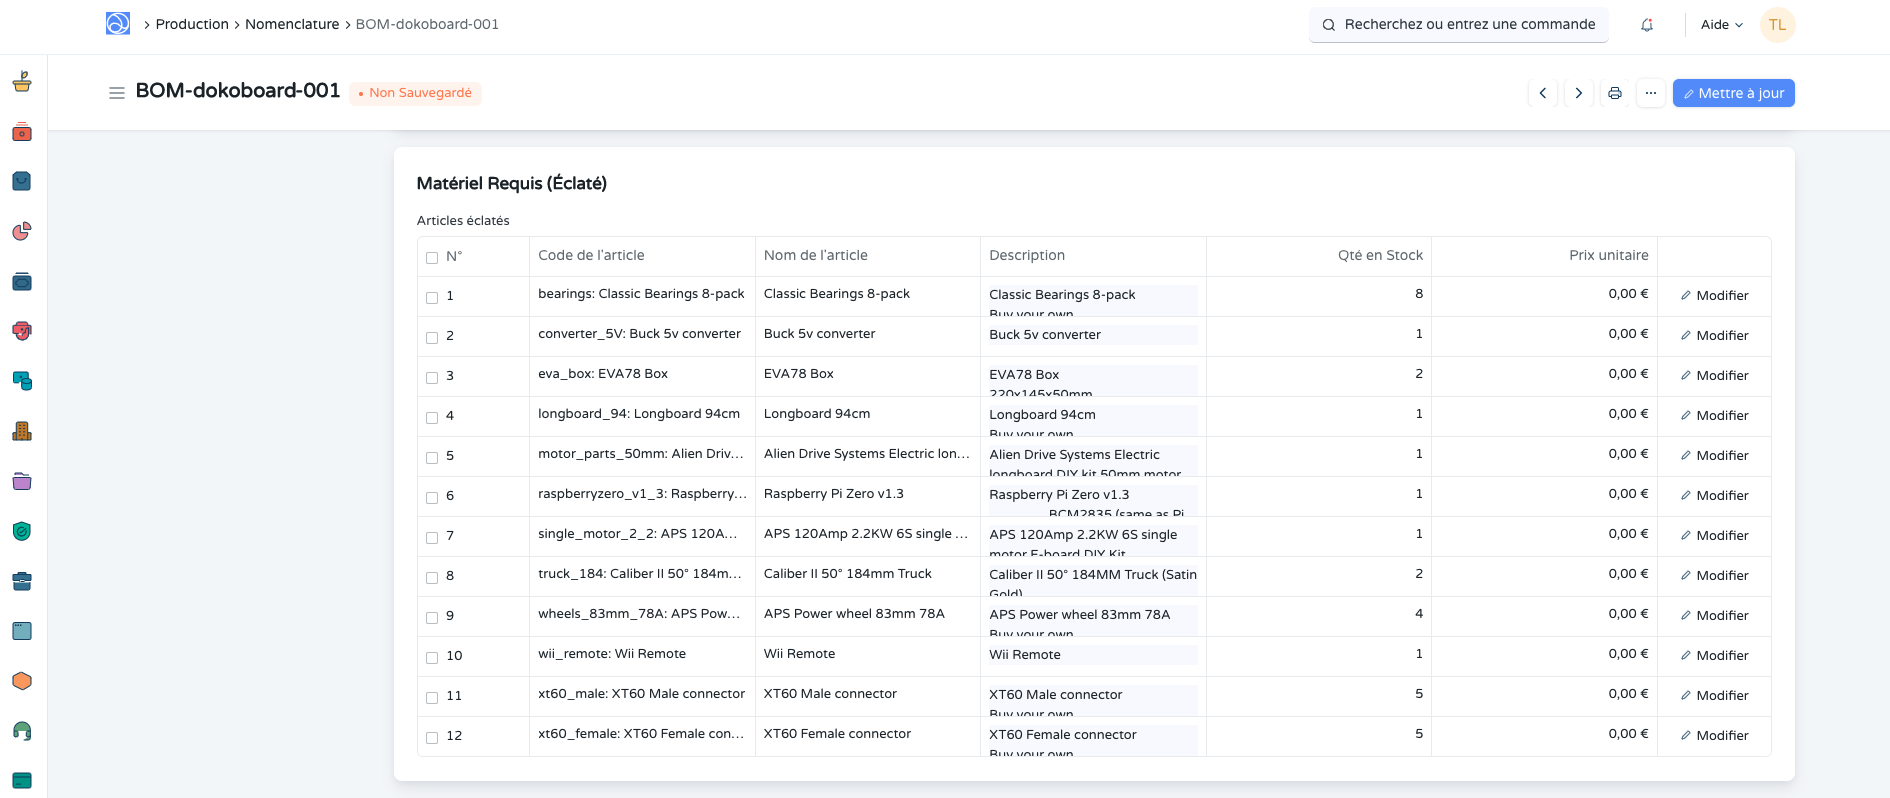 Production > Nomenclature > BOM-dokoboard-001
Recherchez ou entrez une commande
Aide
TL
BOM-dokoboard-001
Non Sauvegardé
Mettre à jour
Matériel Requis (Éclaté)
Articles éclatés
N° Code de l'article Nom de l'article Description Qté en Stock Prix unitaire
1 bearings: Classic Bearings 8-pack Classic Bearings 8-pack Classic Bearings 8-pack 8 0,00 € Modifier
Buy your own
2 converter_5V: Buck 5v converter Buck 5v converter Buck 5v converter 1 0,00 € Modifier
3 eva_box: EVA78 Box EVA78 Box EVA78 Box 2 0,00 € Modifier
220x145x50mm
4 longboard_94: Longboard 94cm Longboard 94cm Longboard 94cm 1 0,00 € Modifier
Buy your own
5 motor_parts_50mm: Alien Driv... Alien Drive Systems Electric lon... Alien Drive Systems Electric 1 0,00 € Modifier
longboard DIY kit 50mm motor
6 raspberryzero_v1_3: Raspberry... Raspberry Pi Zero v1.3 Raspberry Pi Zero v1.3 1 0,00 € Modifier
BCM2835 (same as Pi
7 single_motor_2_2: APS 120A... APS 120Amp 2.2KW 6S single ... APS 120Amp 2.2KW 6S single 1 0,00 € Modifier
motor E-board DIY Kit
8 truck_184: Caliber II 50° 184m... Caliber II 50° 184mm Truck Caliber II 50° 184MM Truck (Satin 2 0,00 € Modifier
Gold)
9 wheels_83mm_78A: APS Pow... APS Power wheel 83mm 78A APS Power wheel 83mm 78A 4 0,00 € Modifier
Buy your own
10 wii_remote: Wii Remote Wii Remote Wii Remote 1 0,00 € Modifier
11 xt60_male: XT60 Male connector XT60 Male connector XT60 Male connector 5 0,00 € Modifier
Buy your own
12 xt60_female: XT60 Female con... XT60 Female connector XT60 Female connector 5 0,00 € Modifier
Buy your own